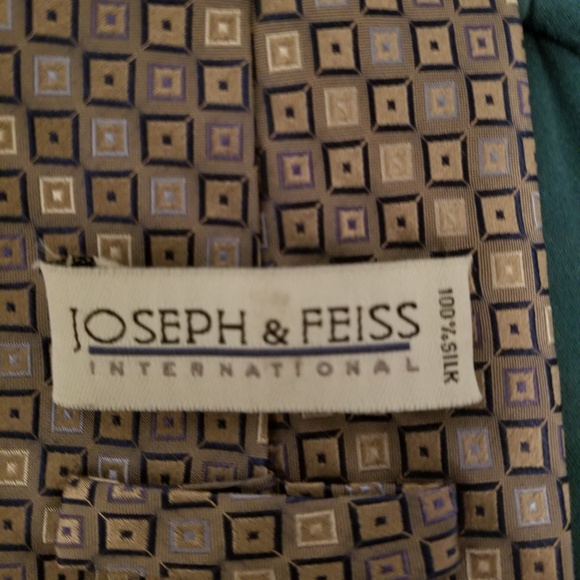 JOSEPH & FEISS
INTERNATIONAL
100% SILK